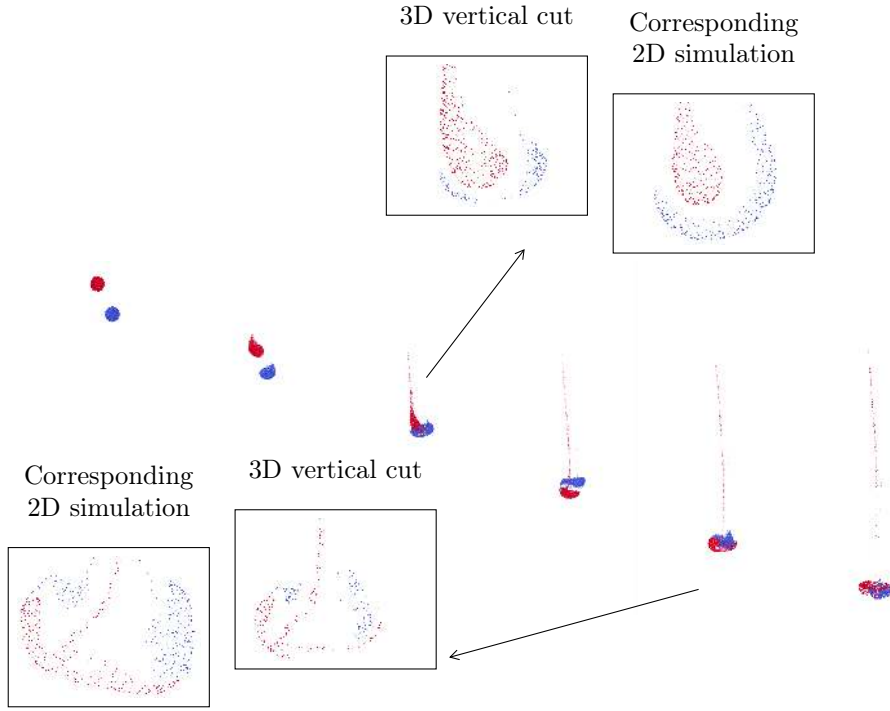 3D vertical cut
Corresponding
2D simulation
Corresponding
2D simulation
3D vertical cut